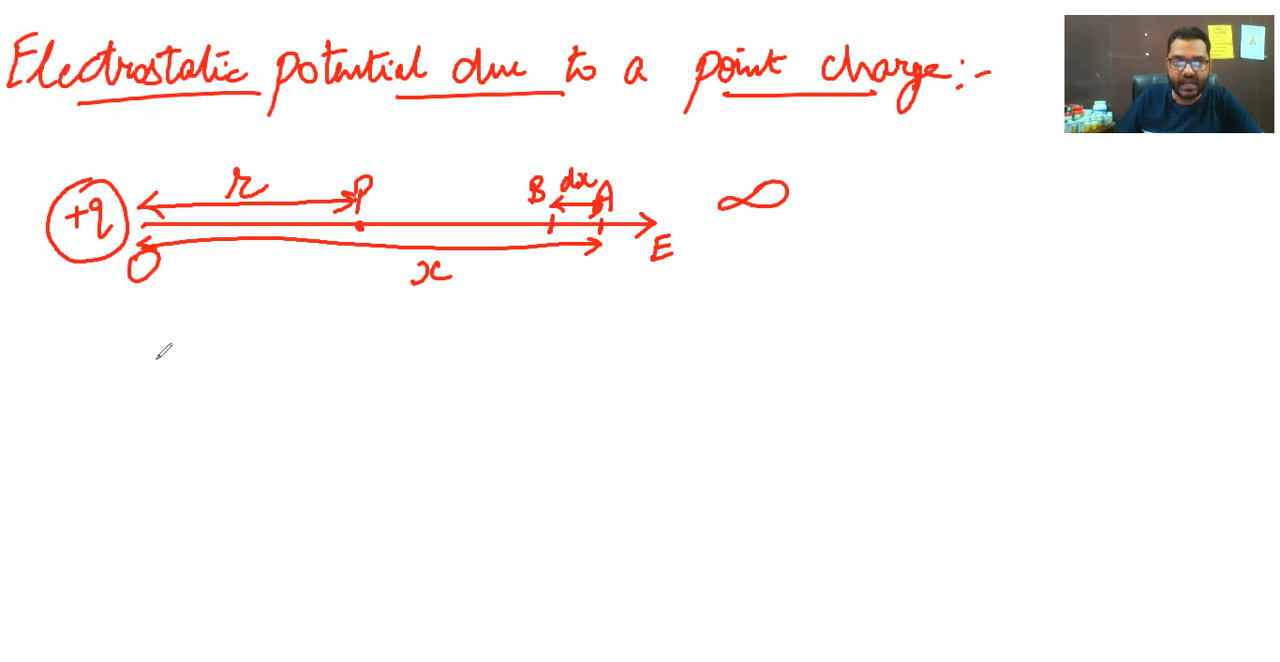 Electrostatic potential due to a point charge:-
r P B dx A ∞
+q
O x E